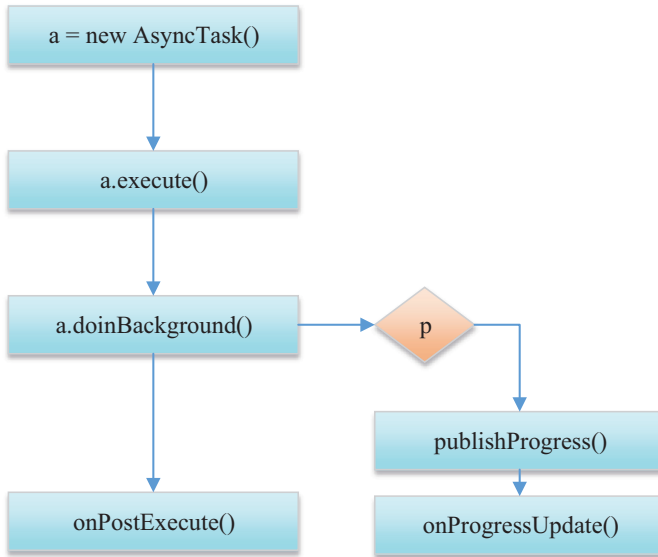 a = new AsyncTask()
a.execute()
a.doinBackground()
p
publishProgress()
onPostExecute()
onProgressUpdate()